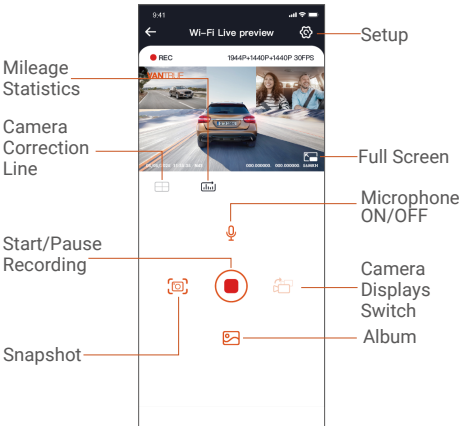 9:41
Wi-Fi Live preview
Setup
REC
1944P+1440P+1440P 30FPS
VANTRUE
Mileage
Statistics
Camera
Correction
Line
Full Screen
Microphone
ON/OFF
Start/Pause
Recording
Camera
Displays
Switch
Album
Snapshot